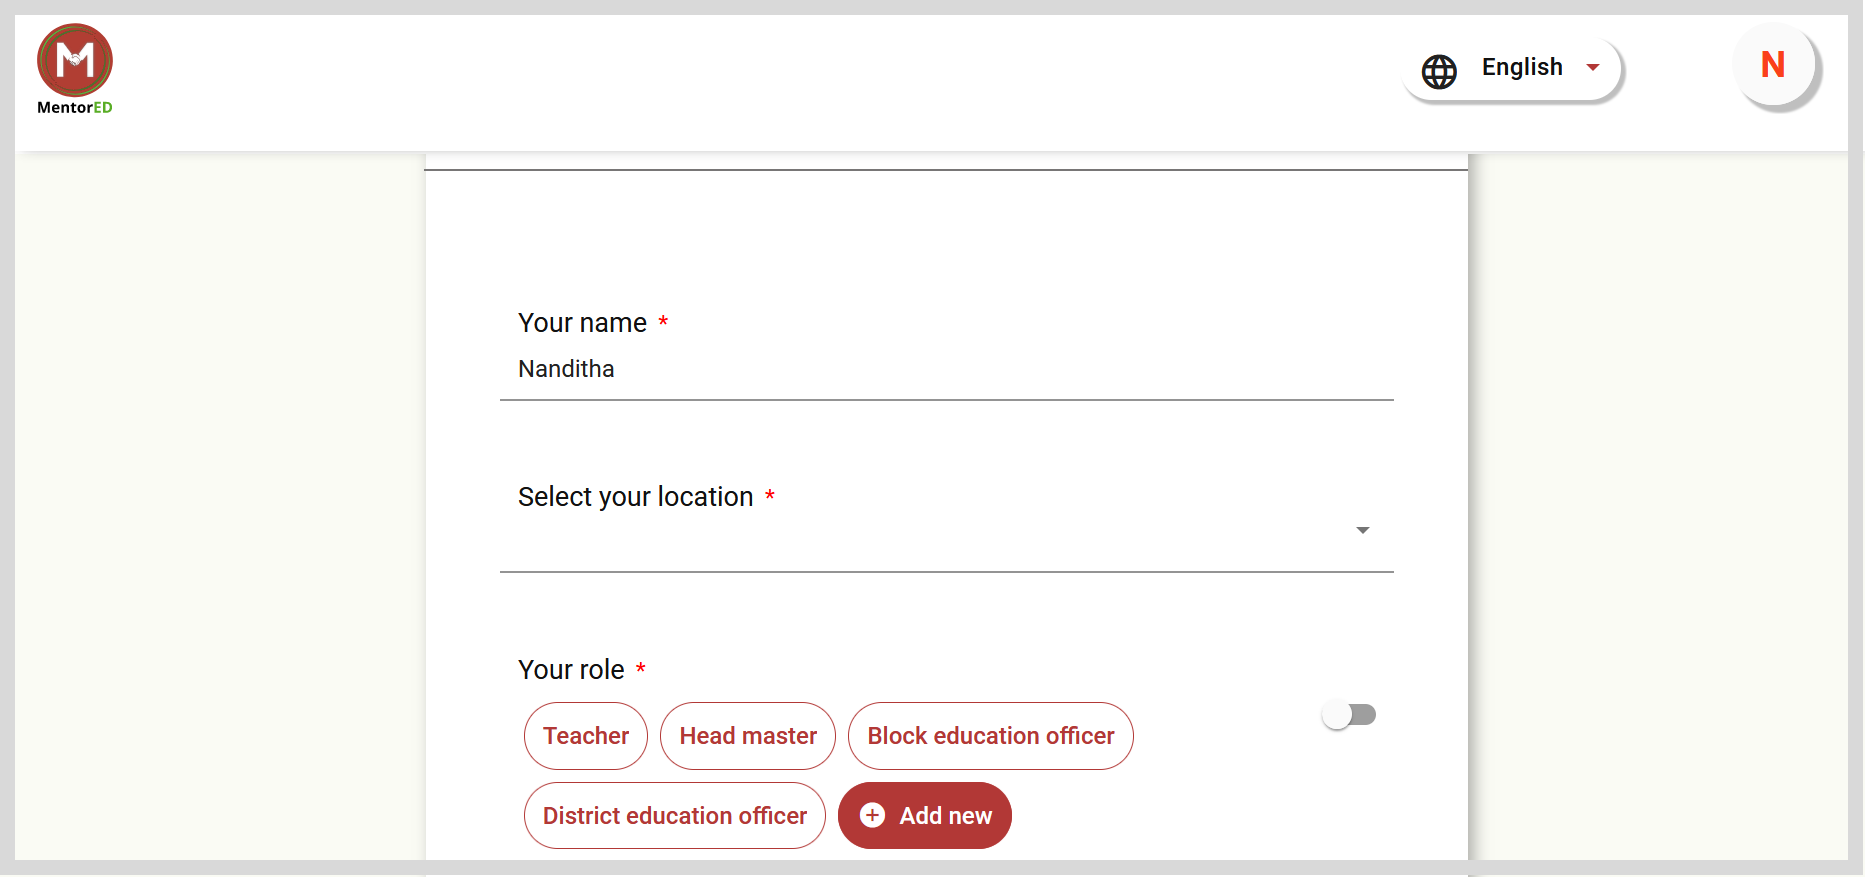 M
MentorED
English
N
Your name *
Nanditha
Select your location *
Your role *
Teacher
Head master
Block education officer
District education officer
Add new